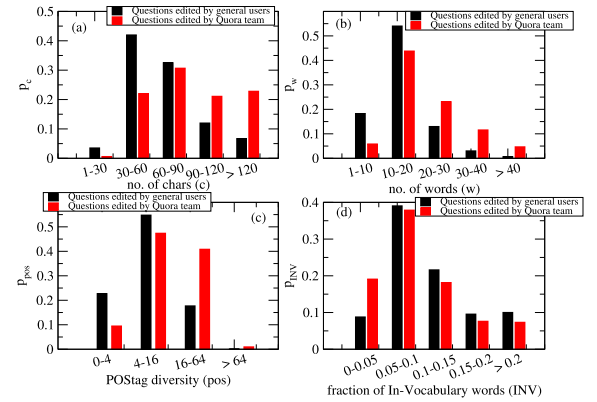 Questions edited by general users
Questions edited by Quora team
(a)
0.5
0.4
0.3
0.2
0.1
0
p_c
1-30 30-60 60-90 90-120 > 120
no. of chars (c)
Questions edited by general users
Questions edited by Quora team
(b)
0.5
0.4
0.3
0.2
0.1
0
p_w
1-10 10-20 20-30 30-40 > 40
no. of words (w)
Questions edited by general users
Questions edited by Quora team
(c)
0.6
0.5
0.4
0.3
0.2
0.1
0
p_pos
0-4 4-16 16-64 > 64
POStag diversity (pos)
Questions edited by general users
Questions edited by Quora team
(d)
0.4
0.3
0.2
0.1
0
p_INV
0-0.05 0.05-0.1 0.1-0.15 0.15-0.2 > 0.2
fraction of In-Vocabulary words (INV)